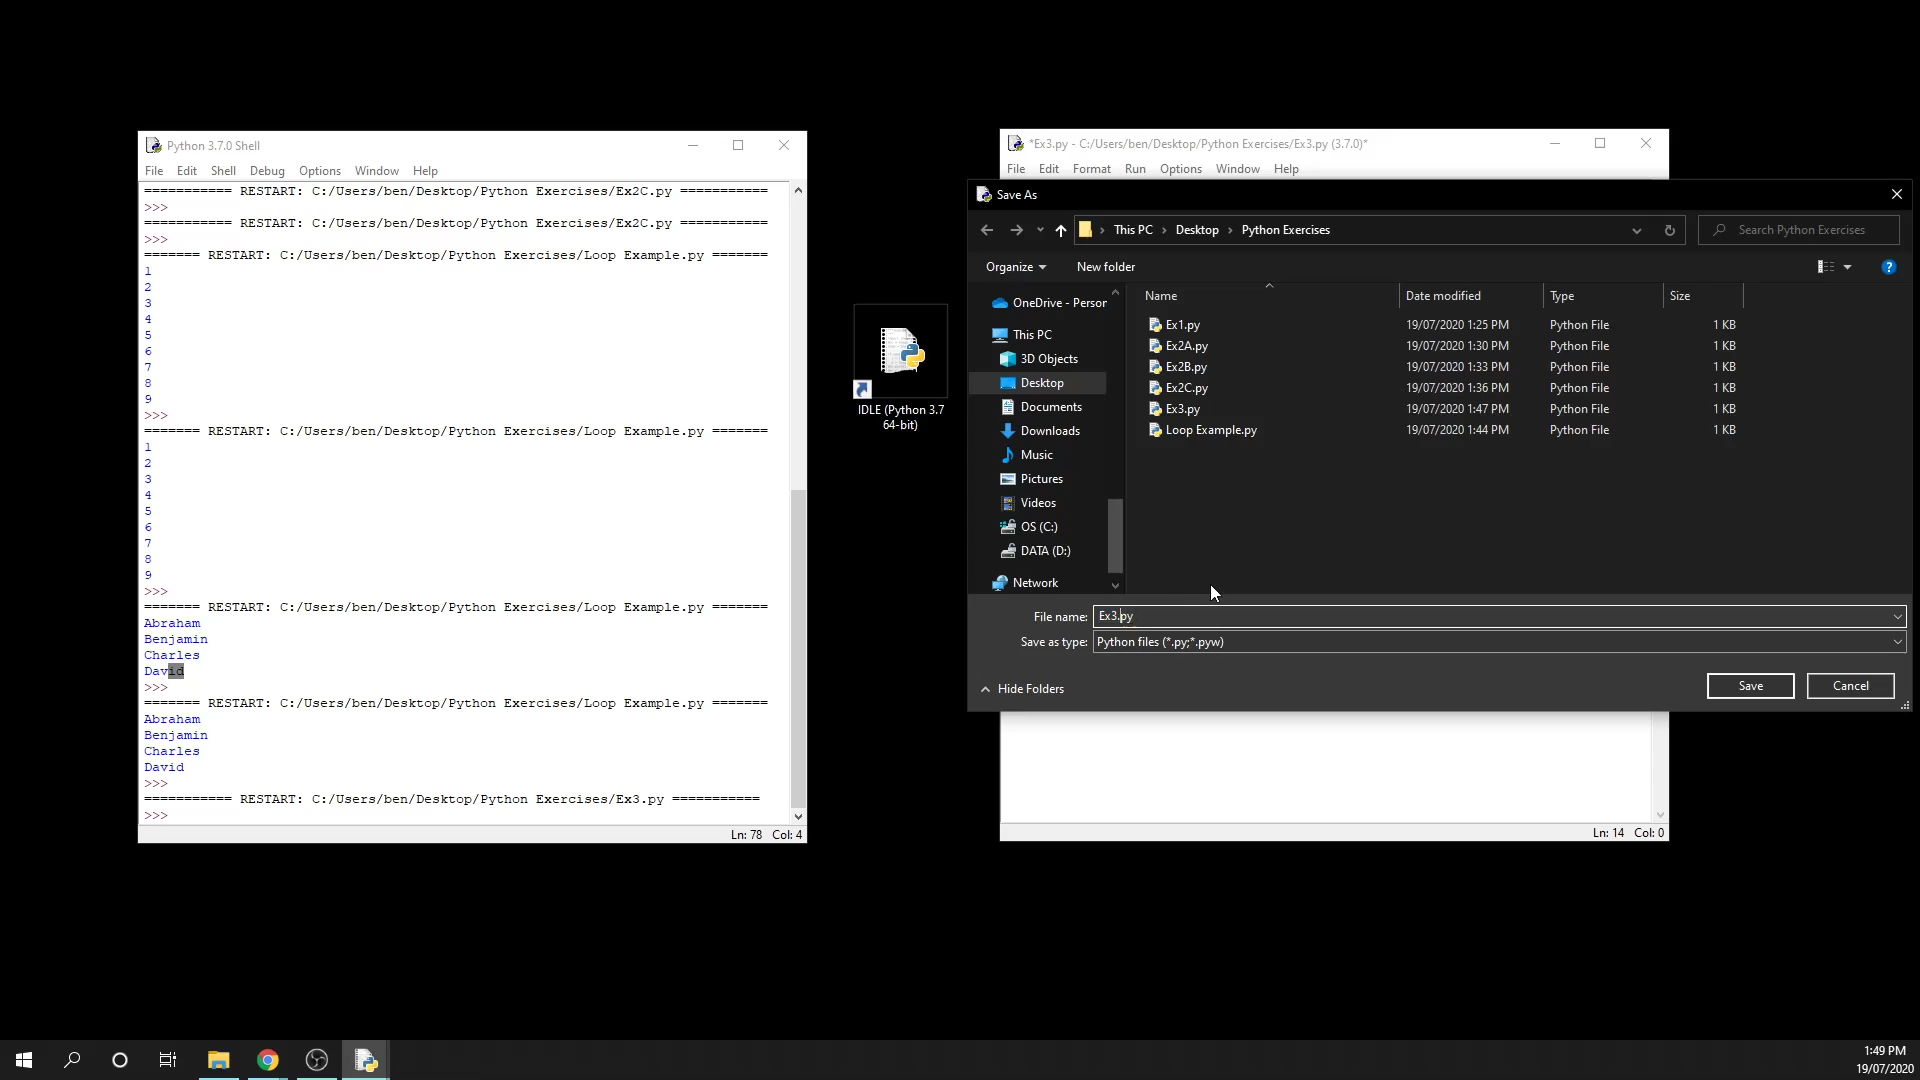 Python 3.7.0 Shell
File Edit Shell Debug Options Window Help
=========== RESTART: C:/Users/ben/Desktop/Python Exercises/Ex2C.py ===========
>>>
=========== RESTART: C:/Users/ben/Desktop/Python Exercises/Ex2C.py ===========
>>>
======= RESTART: C:/Users/ben/Desktop/Python Exercises/Loop Example.py =======
1
2
3
4
5
6
7
8
9
>>>
======= RESTART: C:/Users/ben/Desktop/Python Exercises/Loop Example.py =======
1
2
3
4
5
6
7
8
9
>>>
======= RESTART: C:/Users/ben/Desktop/Python Exercises/Loop Example.py =======
Abraham
Benjamin
Charles
David
>>>
======= RESTART: C:/Users/ben/Desktop/Python Exercises/Loop Example.py =======
Abraham
Benjamin
Charles
David
>>>
=========== RESTART: C:/Users/ben/Desktop/Python Exercises/Ex3.py ===========
>>>
Ln: 78 Col: 4
IDLE (Python 3.7
64-bit)
*Ex3.py - C:/Users/ben/Desktop/Python Exercises/Ex3.py (3.7.0)*
File Edit Format Run Options Window Help
Save As
This PC > Desktop > Python Exercises
Search Python Exercises
Organize New folder
OneDrive - Person
This PC
3D Objects
Desktop
Documents
Downloads
Music
Pictures
Videos
OS (C:)
DATA (D:)
Network
Name Date modified Type Size
Ex1.py 19/07/2020 1:25 PM Python File 1 KB
Ex2A.py 19/07/2020 1:30 PM Python File 1 KB
Ex2B.py 19/07/2020 1:33 PM Python File 1 KB
Ex2C.py 19/07/2020 1:36 PM Python File 1 KB
Ex3.py 19/07/2020 1:47 PM Python File 1 KB
Loop Example.py 19/07/2020 1:44 PM Python File 1 KB
File name: Ex3.py
Save as type: Python files (*.py;*.pyw)
Hide Folders
Save Cancel
Ln: 14 Col: 0
1:49 PM
19/07/2020